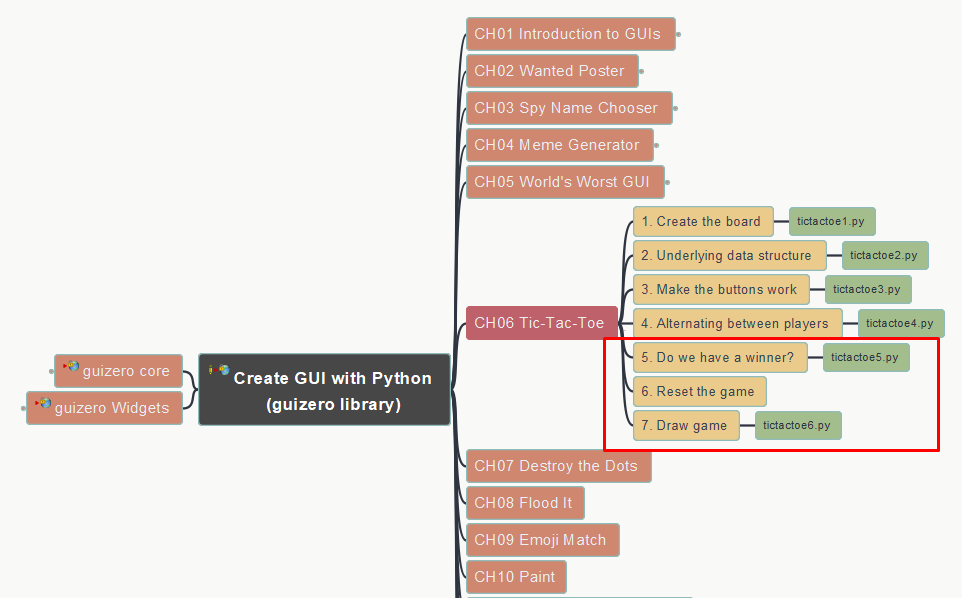 CH01 Introduction to GUIs
CH02 Wanted Poster
CH03 Spy Name Chooser
CH04 Meme Generator
CH05 World's Worst GUI
1. Create the board
tictactoe1.py
2. Underlying data structure
tictactoe2.py
3. Make the buttons work
tictactoe3.py
CH06 Tic-Tac-Toe
4. Alternating between players
tictactoe4.py
5. Do we have a winner?
tictactoe5.py
6. Reset the game
7. Draw game
tictactoe6.py
guizero core
guizero Widgets
Create GUI with Python
(guizero library)
CH07 Destroy the Dots
CH08 Flood It
CH09 Emoji Match
CH10 Paint